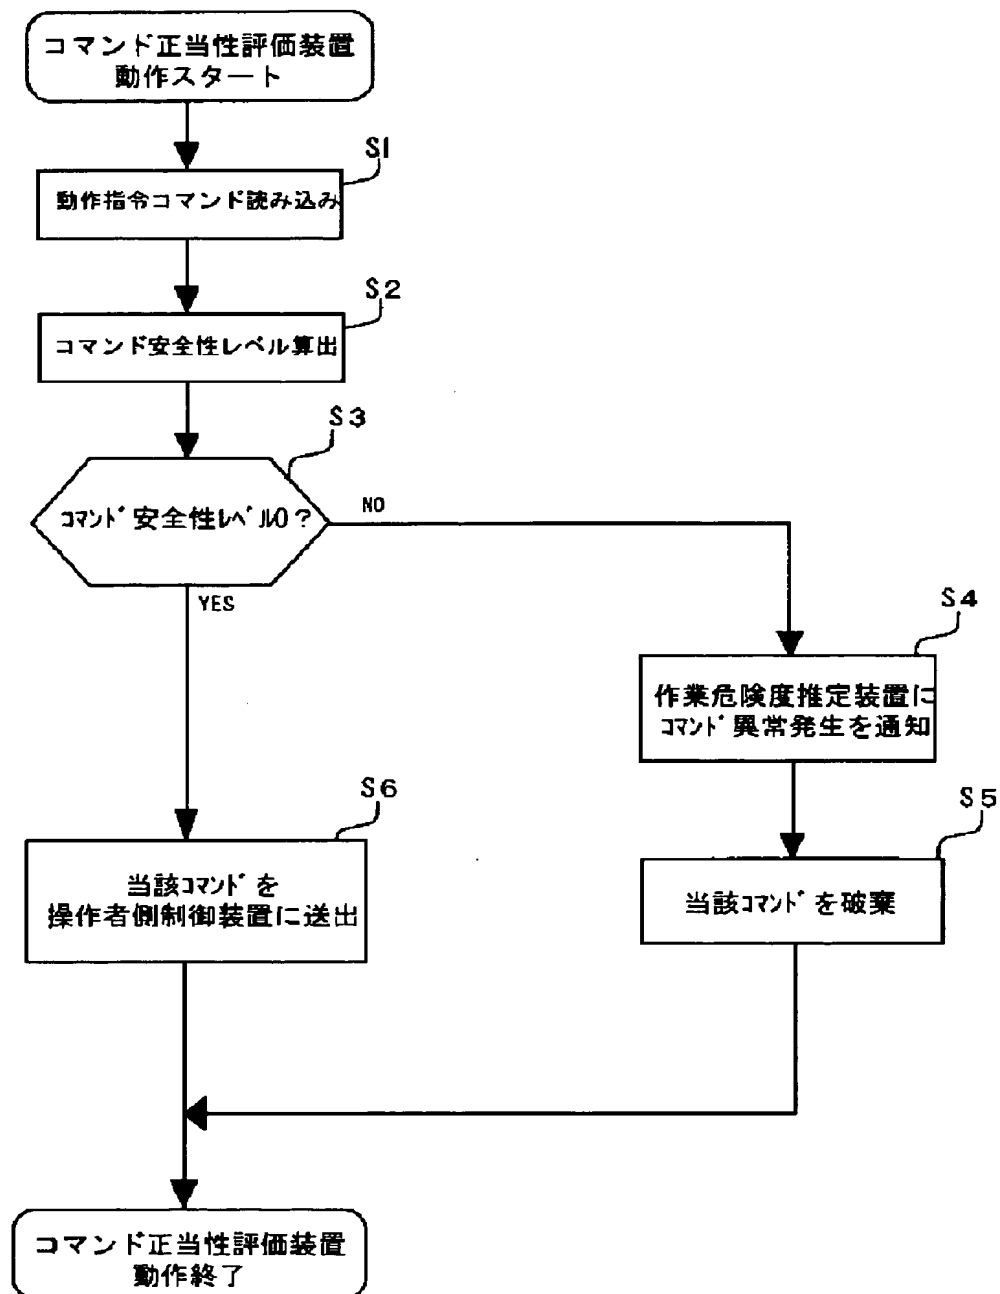 コマンド正当性評価装置
動作スタート
S1
動作指令コマンド読み込み
S2
コマンド安全性レベル算出
S3
コマンド安全性レベル0?
NO
YES
S4
作業危険度推定装置に
コマンド異常発生を通知
S6
S5
当該コマンドを
操作者側制御装置に送出
当該コマンドを破棄
コマンド正当性評価装置
動作終了